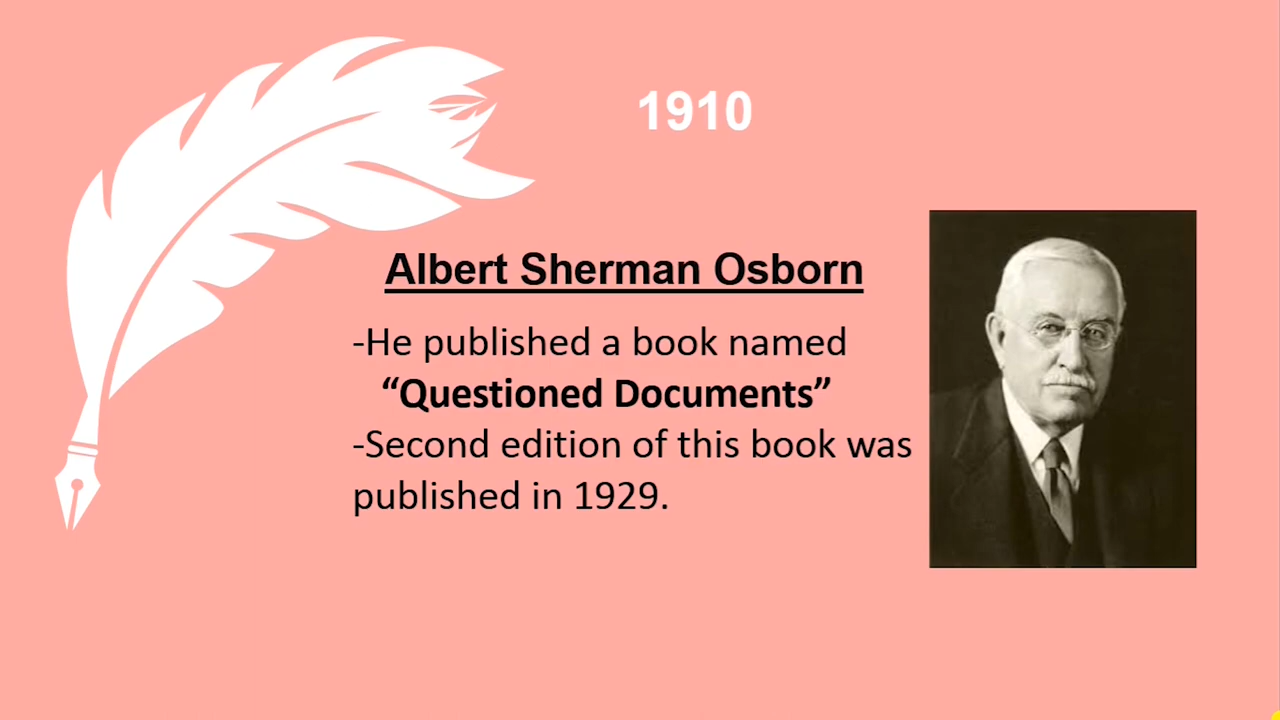 1910
Albert Sherman Osborn
-He published a book named
“Questioned Documents”
-Second edition of this book was
published in 1929.